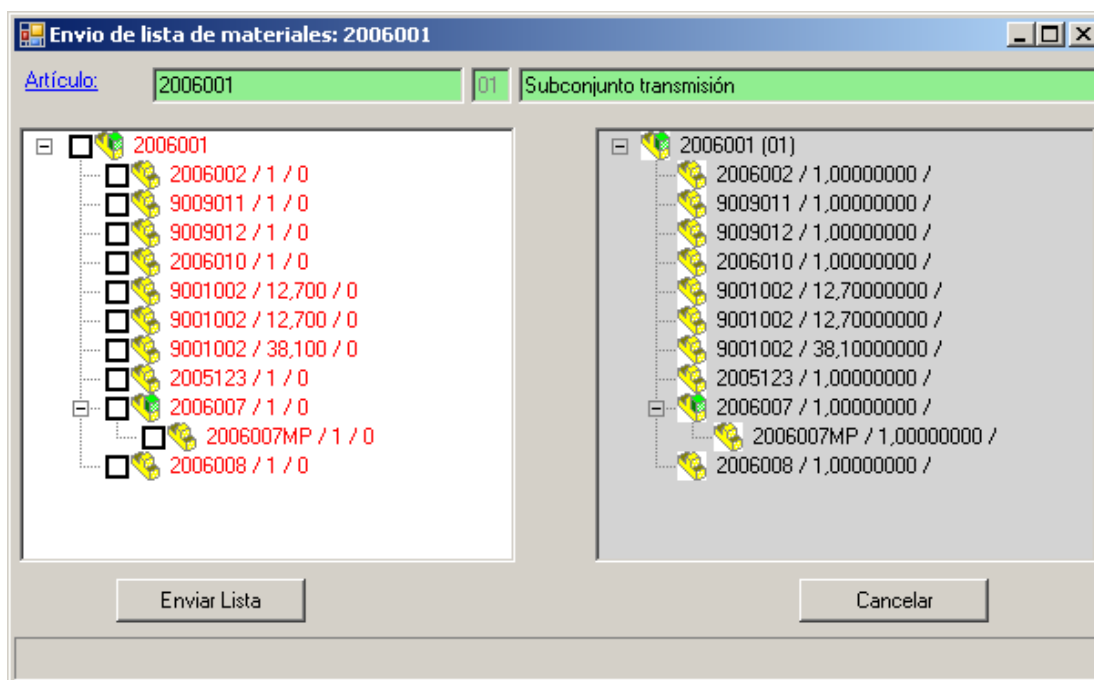 Envio de lista de materiales: 2006001
Artículo: 2006001 01 Subconjunto transmisión
2006001
2006002 / 1 / 0
9009011 / 1 / 0
9009012 / 1 / 0
2006010 / 1 / 0
9001002 / 12,700 / 0
9001002 / 12,700 / 0
9001002 / 38,100 / 0
2005123 / 1 / 0
2006007 / 1 / 0
2006007MP / 1 / 0
2006008 / 1 / 0
2006001 (01)
2006002 / 1,00000000 /
9009011 / 1,00000000 /
9009012 / 1,00000000 /
2006010 / 1,00000000 /
9001002 / 12,70000000 /
9001002 / 12,70000000 /
9001002 / 38,10000000 /
2005123 / 1,00000000 /
2006007 / 1,00000000 /
2006007MP / 1,00000000 /
2006008 / 1,00000000 /
Enviar Lista
Cancelar